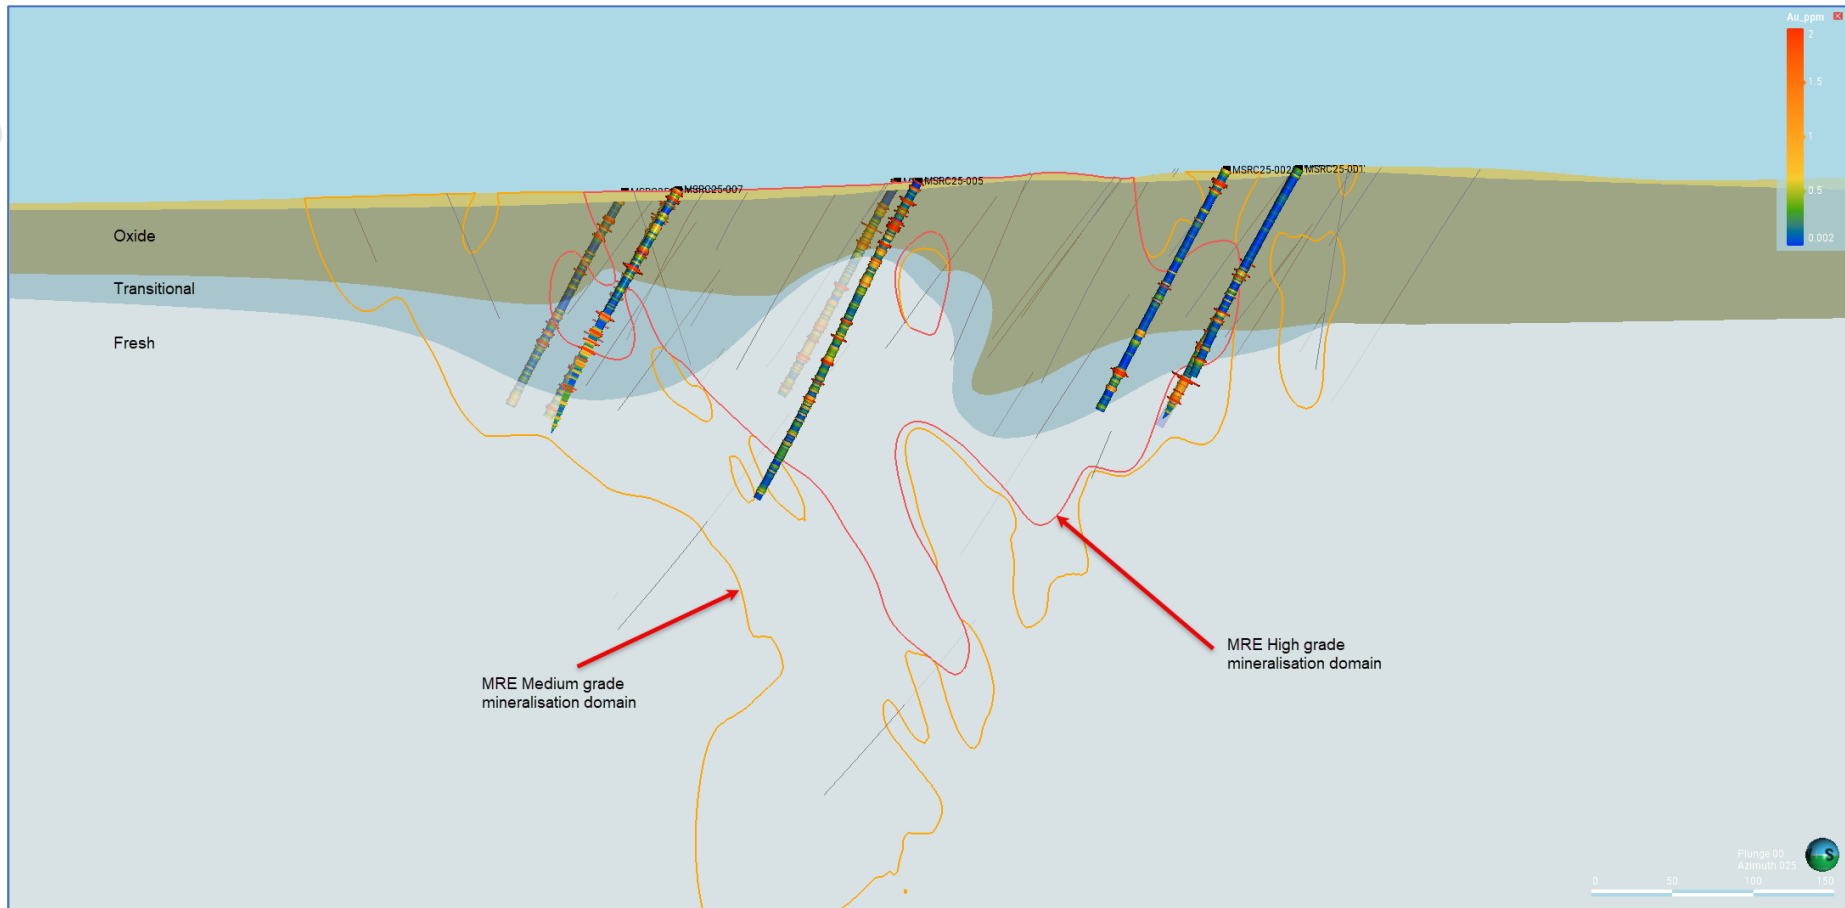 Au_ppm
2
1.5
1
0.5
0.002
MSRC25-007
MSRC25-005
MSRC25-002
MSRC25-001
Oxide
Transitional
Fresh
MRE Medium grade
mineralisation domain
MRE High grade
mineralisation domain
Plunge 00
Azimuth 025
S
0 50 100 150